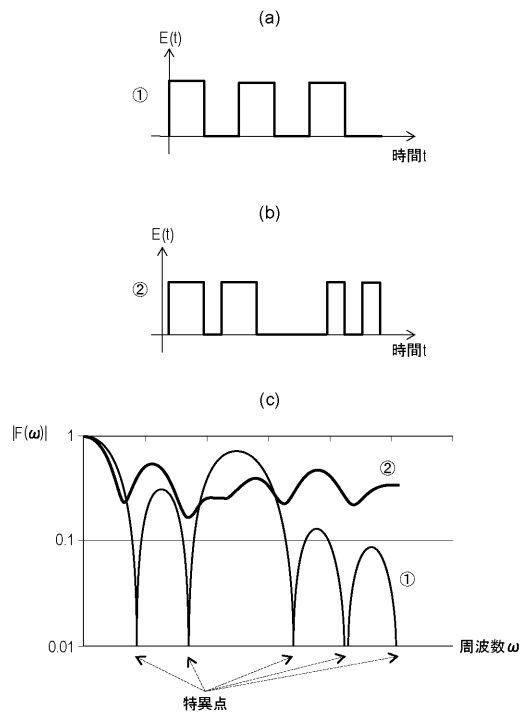 (a)
E(t)
①
時間t
(b)
E(t)
②
時間t
(c)
|F(ω)|
1
②
0.1
①
0.01
周波数ω
特異点